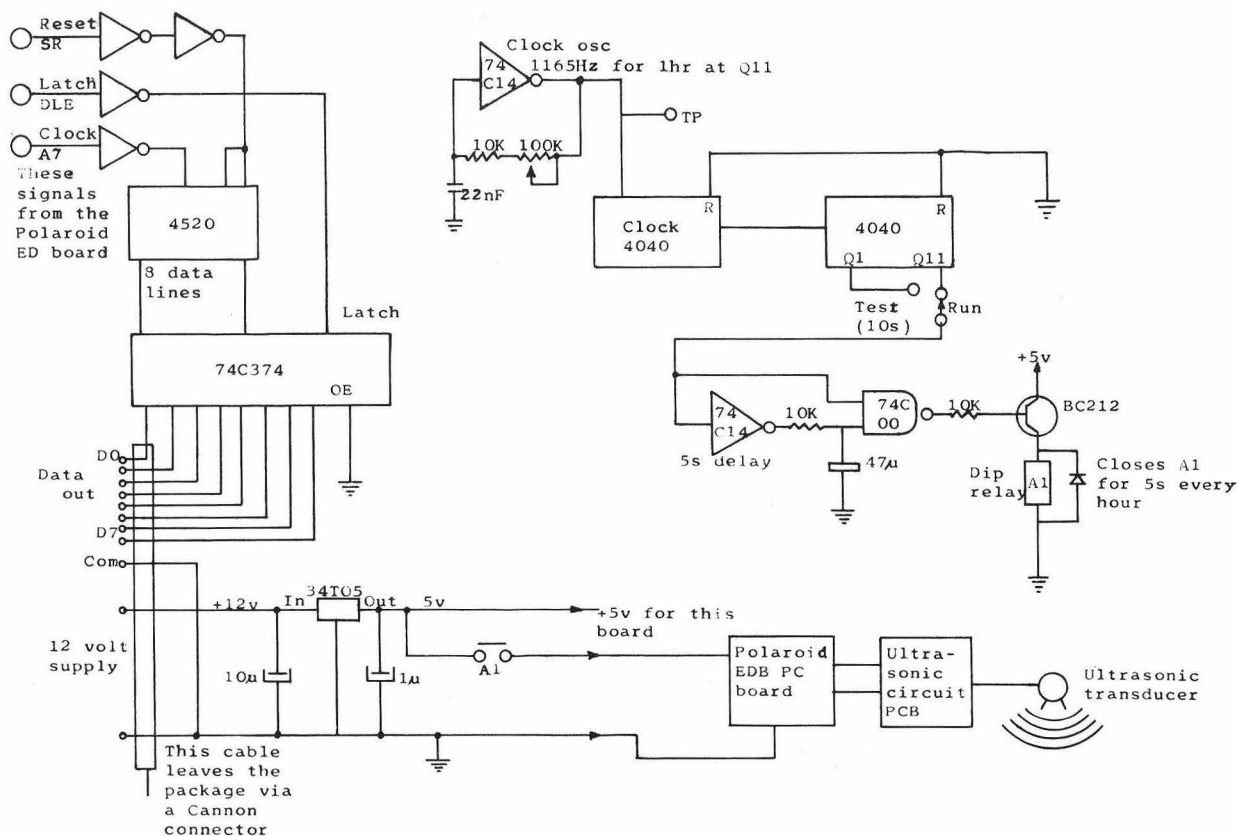 Reset
SR
Latch
DLE
Clock
A7
These
signals
from the
Polaroid
ED board
4520
8 data
lines
Latch
74C374
OE
D0
Data
out
D7
Com
+12v
In
34T05
Out
5v
+5v for this
board
12 volt
supply
10µ
1µ
A1
This cable
leaves the
package via
a Cannon
connector
Clock osc
1165Hz for 1hr at Q11
74
C14
TP
10K
100K
22nF
R
Clock
4040
R
4040
Q1
Q11
Test
(10s)
Run
+5v
74
C14
5s delay
10K
74C
00
10K
BC212
47µ
Dip
relay
A1
Closes A1
for 5s every
hour
Polaroid
EDB PC
board
Ultra-
sonic
circuit
PCB
Ultrasonic
transducer